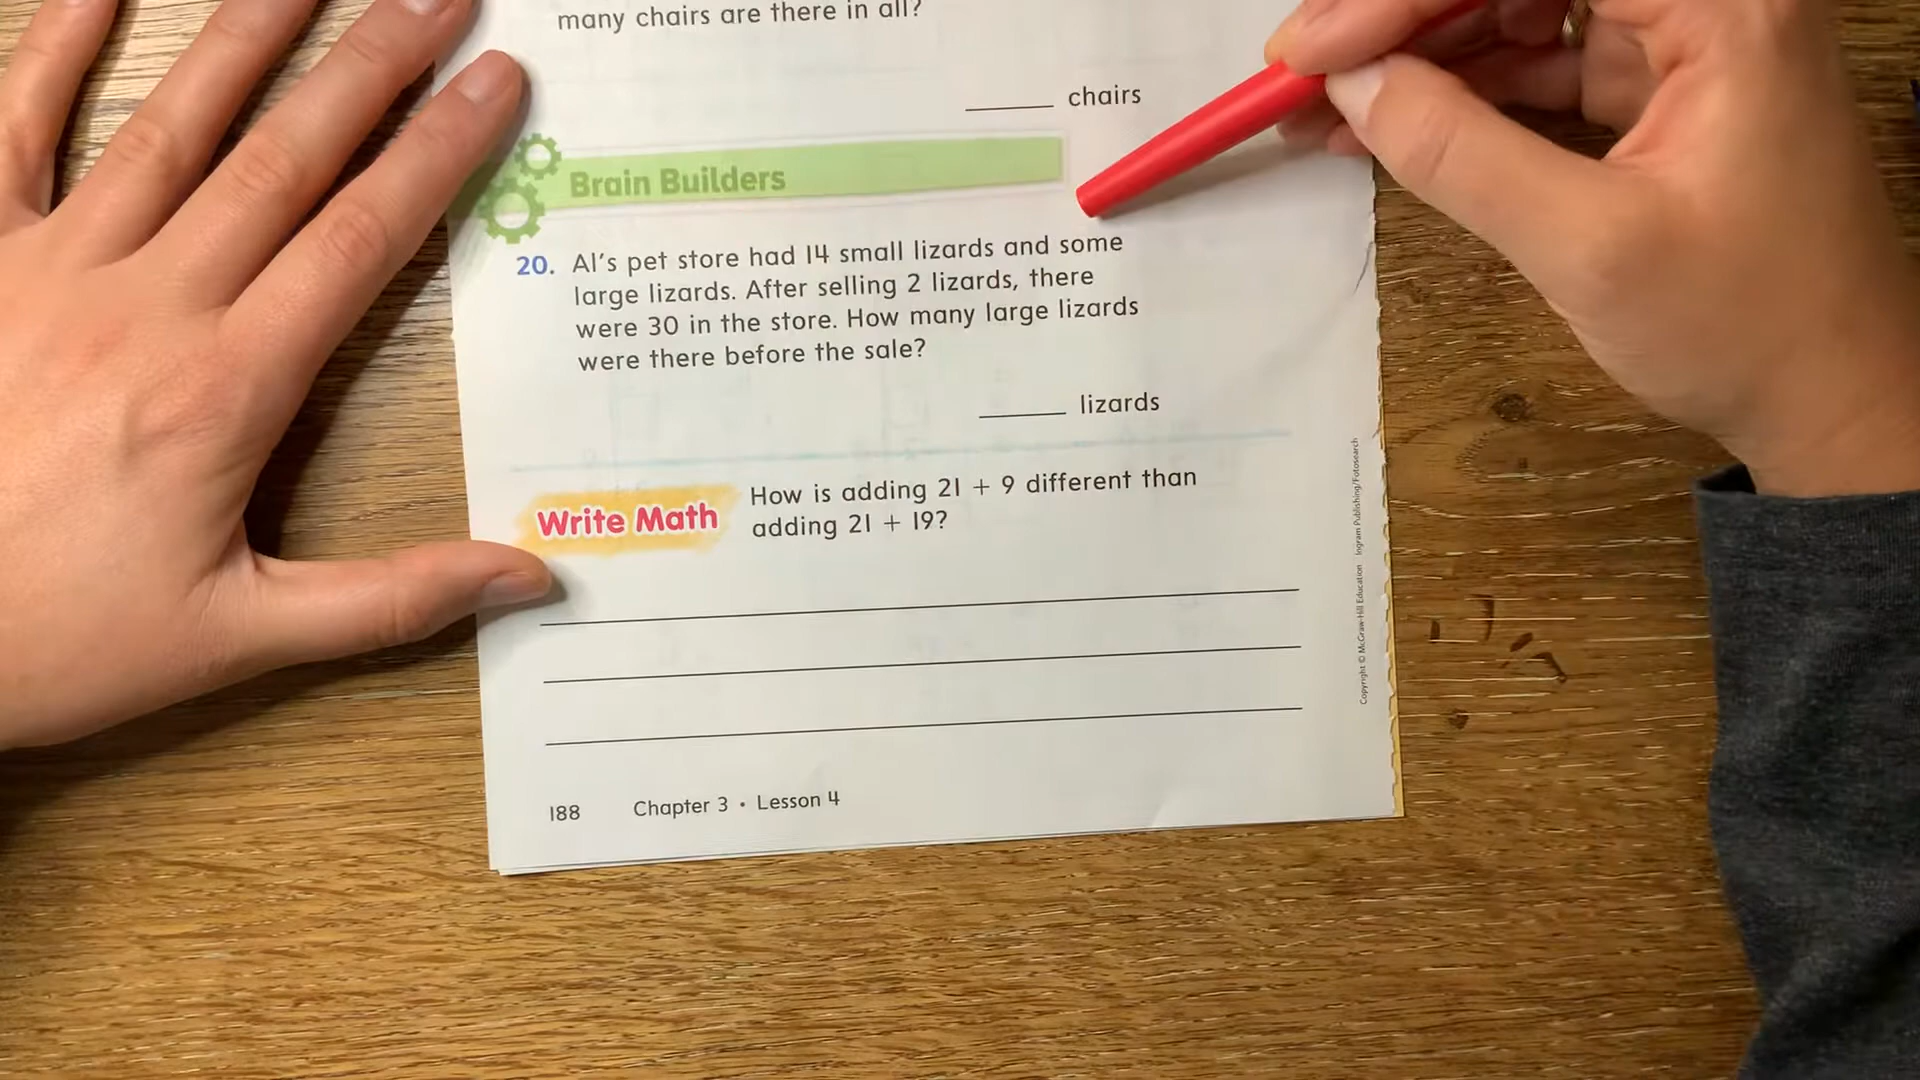 many chairs are there in all?
_____ chairs
Brain Builders
20. Al's pet store had 14 small lizards and some
large lizards. After selling 2 lizards, there
were 30 in the store. How many large lizards
were there before the sale?
_____ lizards
Write Math
How is adding 21 + 9 different than
adding 21 + 19?
188 Chapter 3 • Lesson 4
Copyright © McGraw-Hill Education Ingram Publishing/Fotosearch